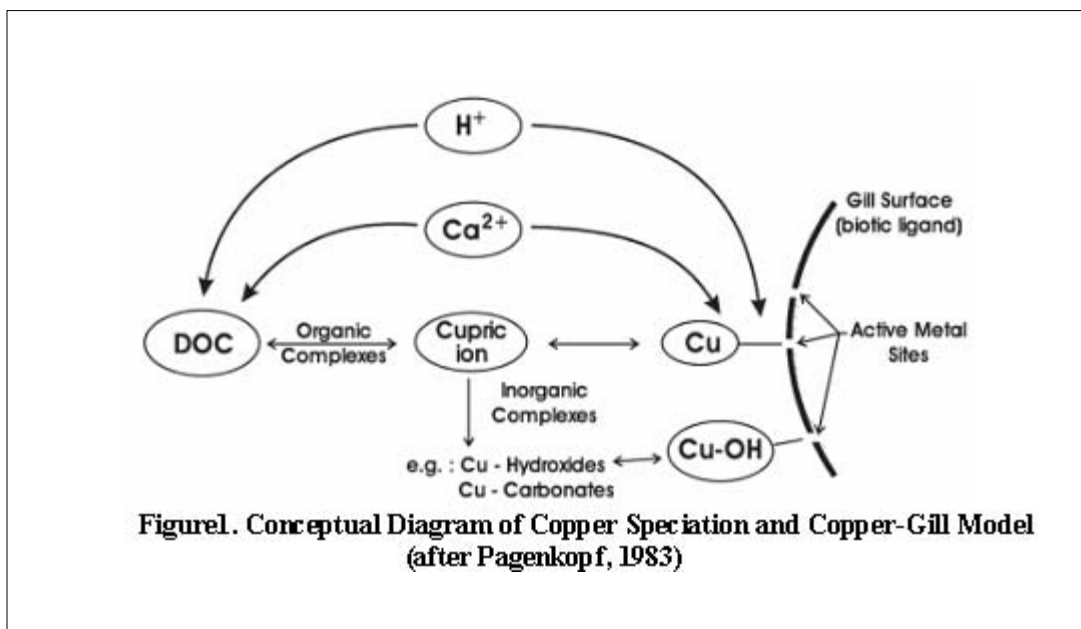 H+
Ca2+
Gill Surface
(biotic ligand)
DOC
Organic
Complexes
Cupric
ion
Cu
Active Metal
Sites
Inorganic
Complexes
Cu-OH
e.g. : Cu - Hydroxides
Cu - Carbonates
Figure1. Conceptual Diagram of Copper Speciation and Copper-Gill Model
(after Pagenkopf, 1983)